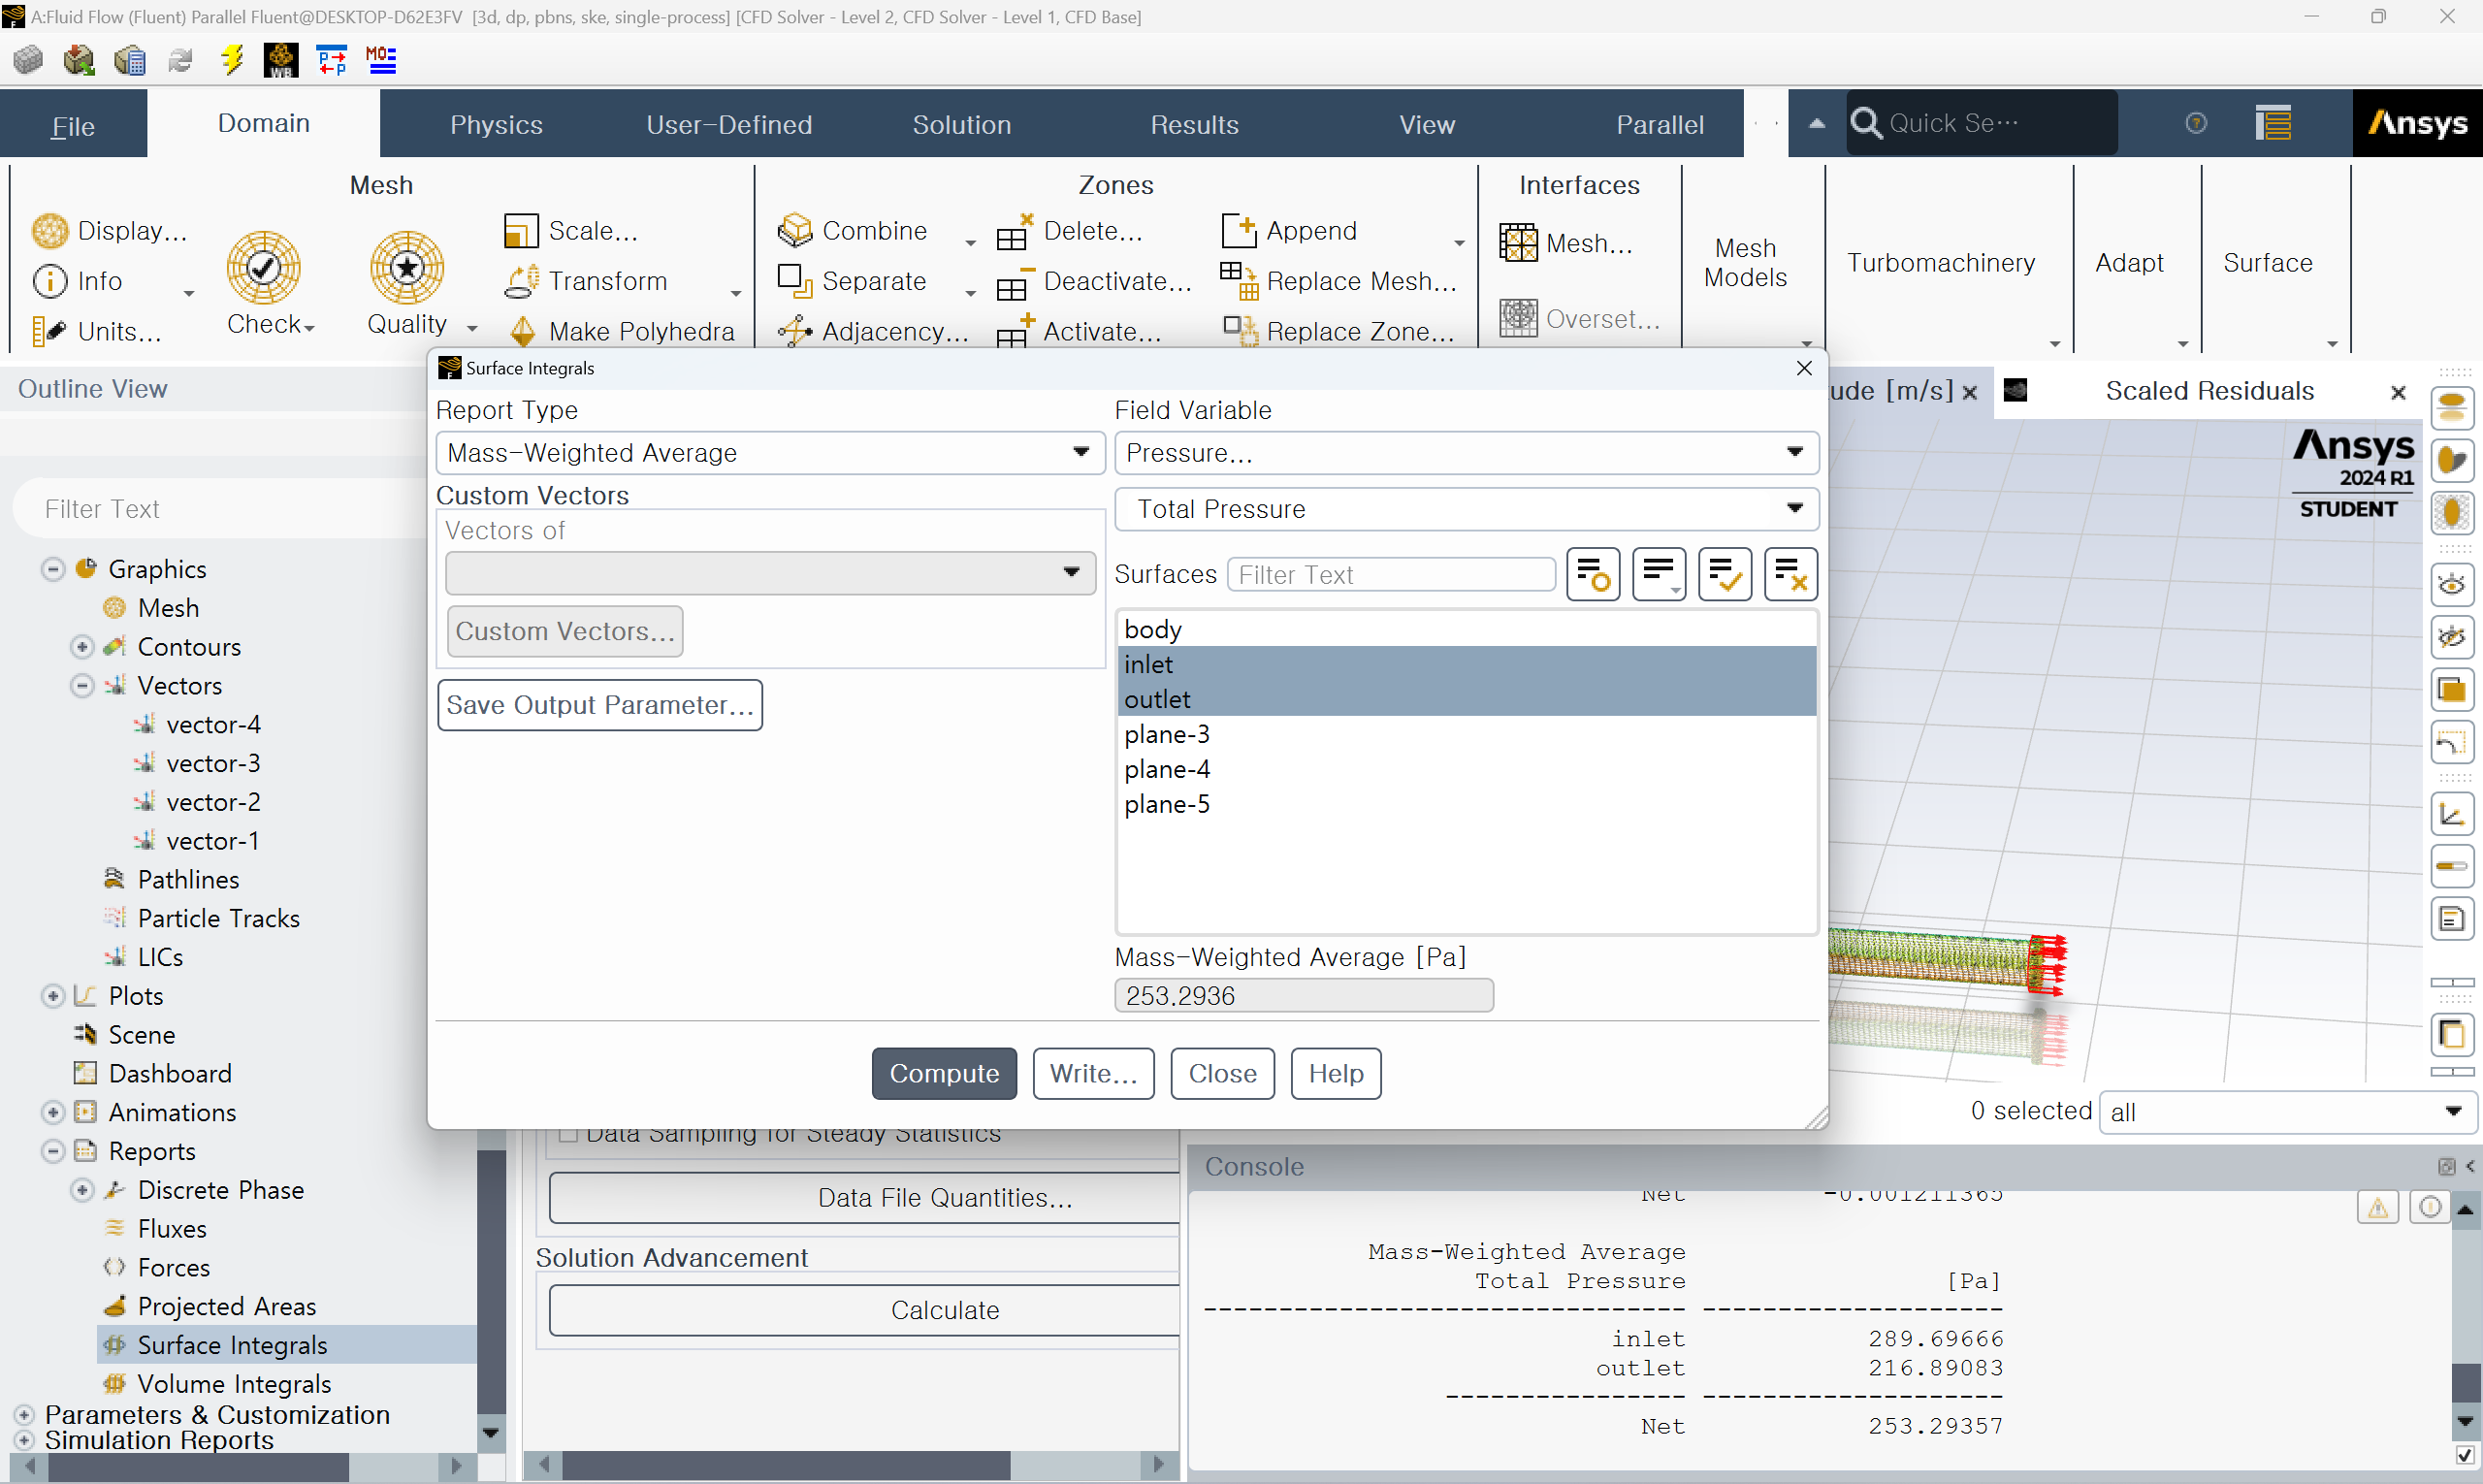 A:Fluid Flow (Fluent) Parallel Fluent@DESKTOP-D62E3FV [3d, dp, pbns, ske, single-process] [CFD Solver - Level 2, CFD Solver - Level 1, CFD Base]
WB
P P
MO
File
Domain
Physics
User-Defined
Solution
Results
View
Parallel
Quick Se...
Ansys
Mesh
Display...
Info
Units...
Check
Quality
Scale...
Transform
Make Polyhedra
Zones
Combine
Separate
Adjacency...
Delete...
Deactivate...
Activate...
Append
Replace Mesh...
Replace Zone...
Interfaces
Mesh...
Overset...
Mesh
Models
Turbomachinery
Adapt
Surface
Outline View
Filter Text
Graphics
Mesh
Contours
Vectors
vector-4
vector-3
vector-2
vector-1
Pathlines
Particle Tracks
LICs
Plots
Scene
Dashboard
Animations
Reports
Discrete Phase
Fluxes
Forces
Projected Areas
Surface Integrals
Volume Integrals
Parameters & Customization
Simulation Reports
Surface Integrals
Report Type
Mass-Weighted Average
Custom Vectors
Vectors of
Custom Vectors...
Save Output Parameter...
Field Variable
Pressure...
Total Pressure
Surfaces
Filter Text
body
inlet
outlet
plane-3
plane-4
plane-5
Mass-Weighted Average [Pa]
253.2936
Compute
Write...
Close
Help
ude [m/s]
Scaled Residuals
Ansys
2024 R1
STUDENT
0 selected
all
Data Sampling for Steady Statistics
Data File Quantities...
Solution Advancement
Calculate
Console
Net -0.001211365
Mass-Weighted Average
Total Pressure [Pa]
-------------------------------- --------------------
inlet 289.69666
outlet 216.89083
---------------- --------------------
Net 253.29357